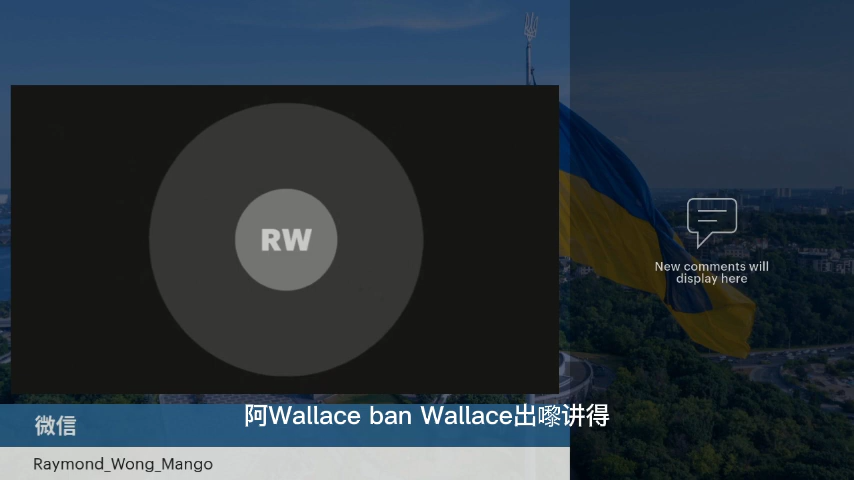 RW
New comments will
display here
阿Wallace ban Wallace出嚟讲得
微信
Raymond_Wong_Mango